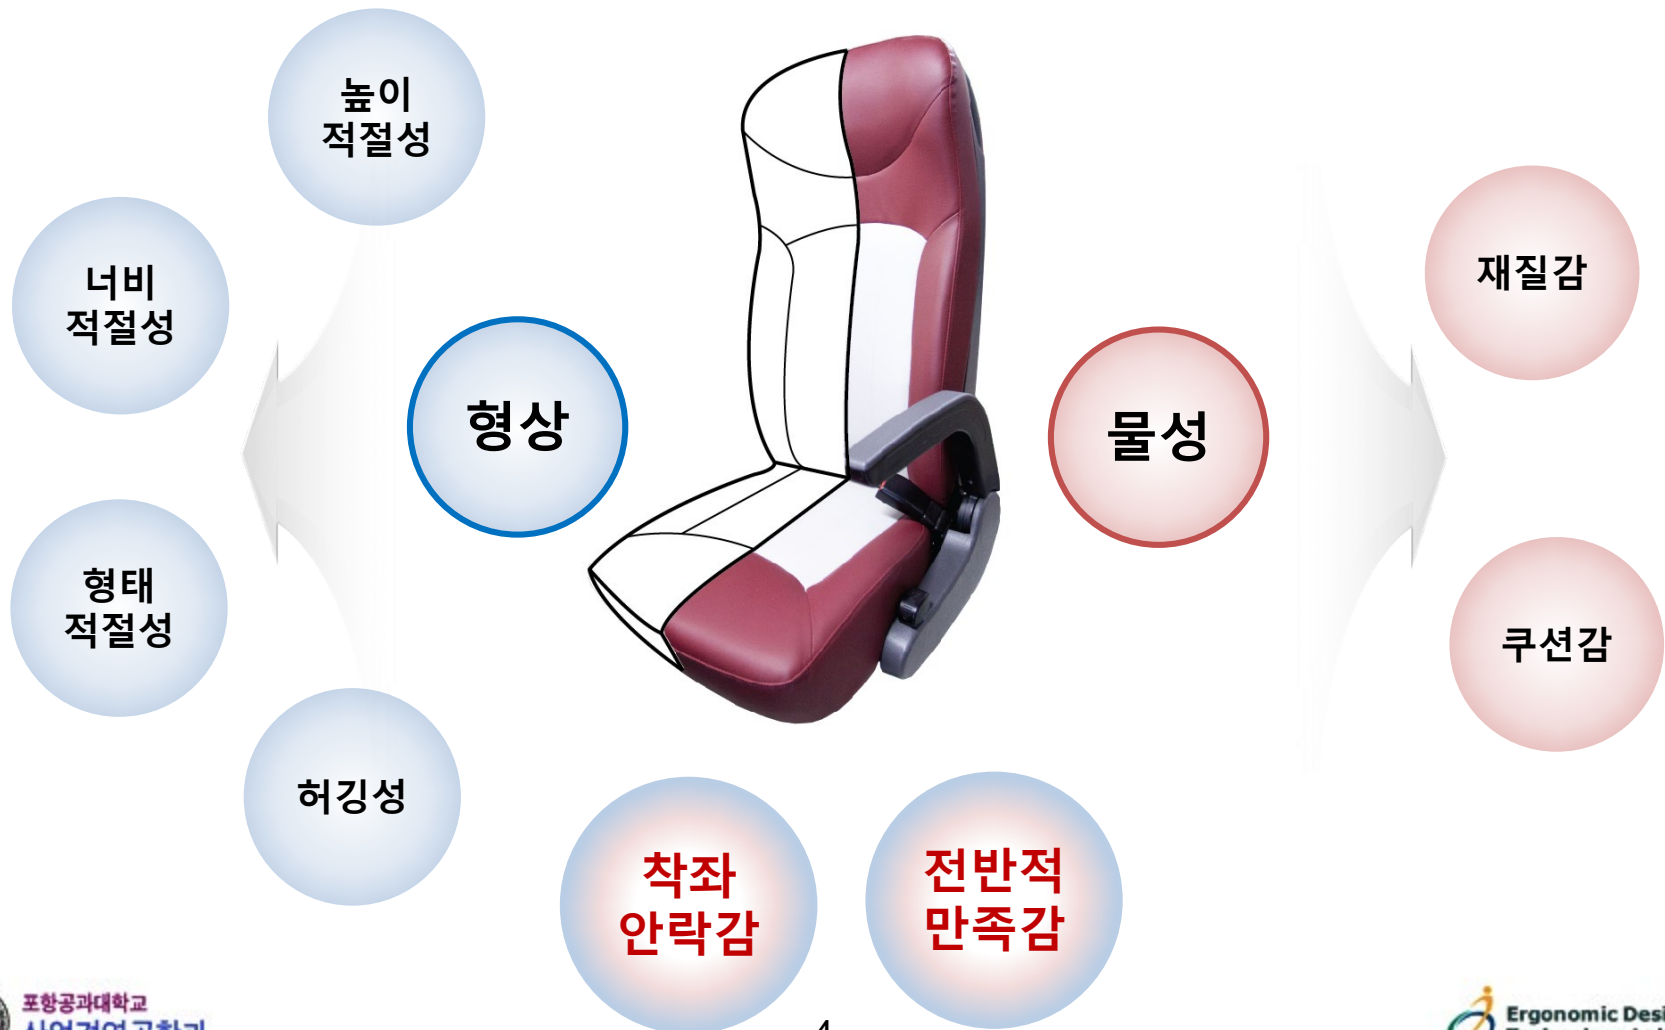 높이
적절성
너비
적절성
형태
적절성
허깅성
형상
물성
재질감
쿠션감
착좌
안락감
전반적
만족감
포항공과대학교
4
Ergonomic